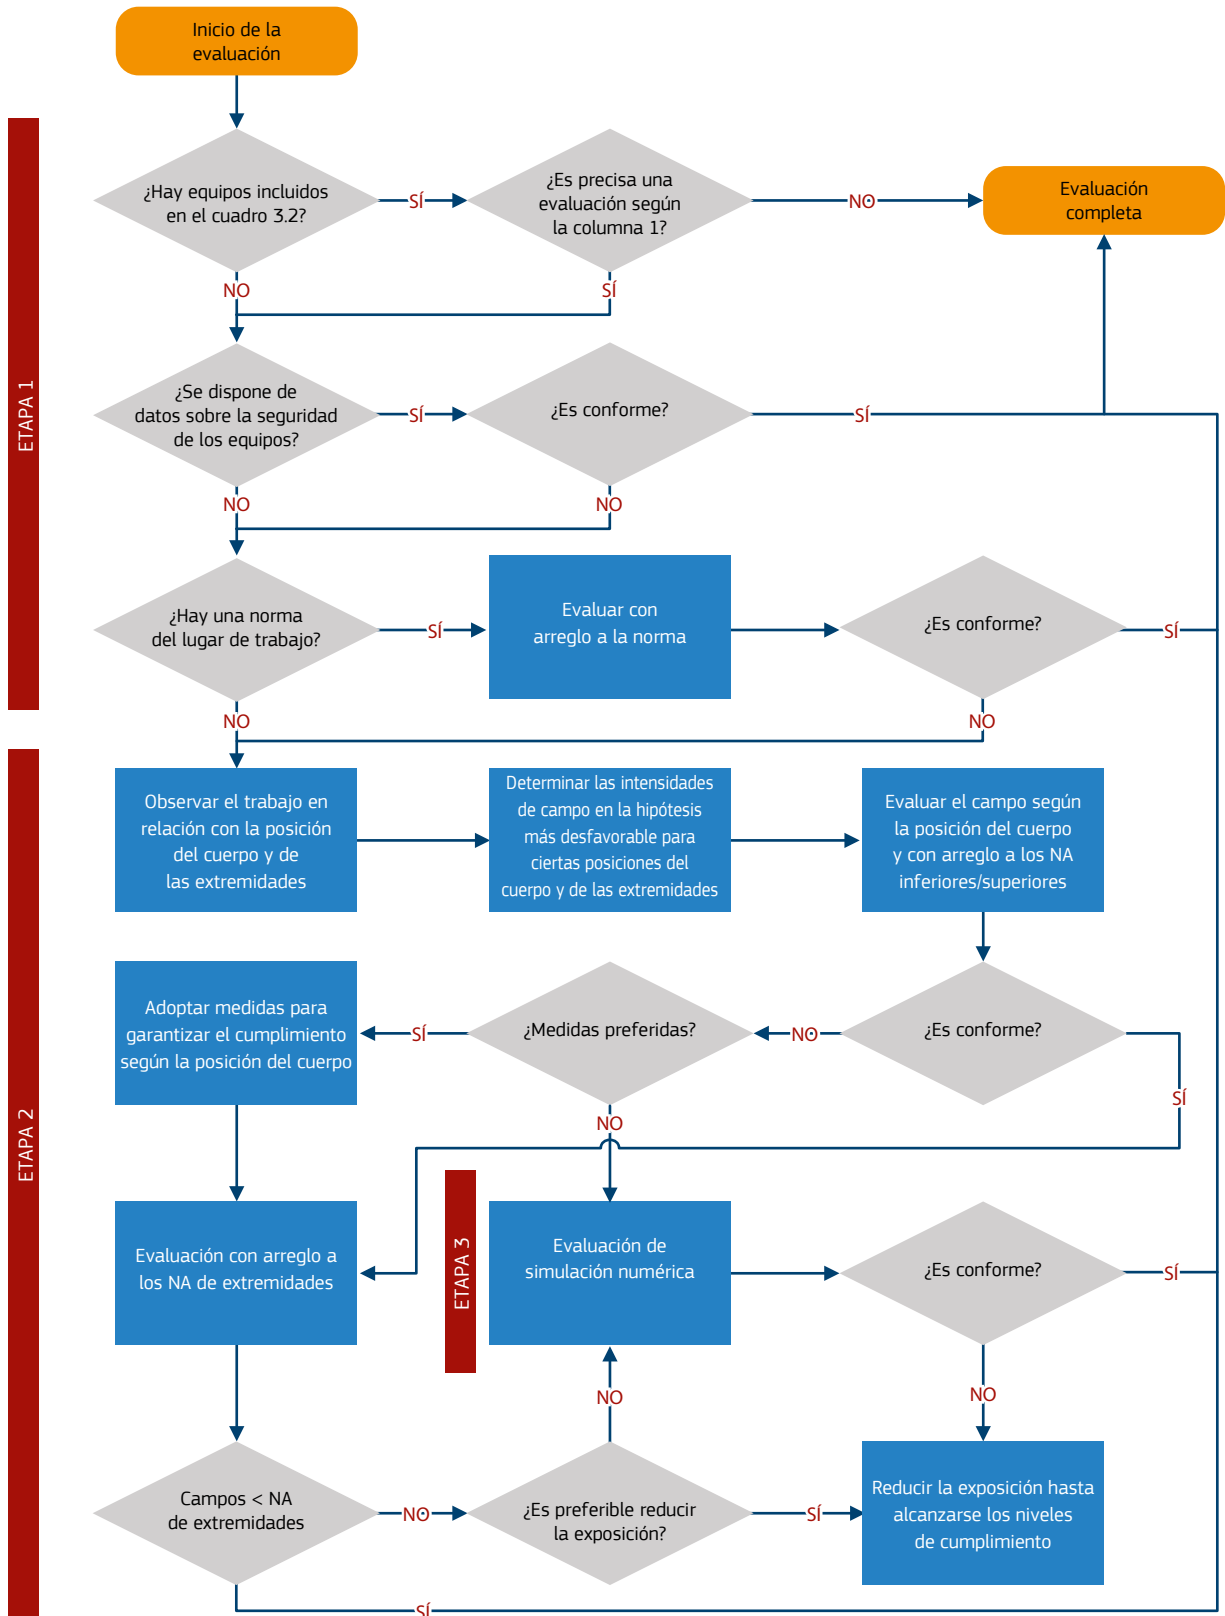 Inicio de la
evaluación
ETAPA 1
¿Hay equipos incluidos
en el cuadro 3.2?
SÍ
¿Es precisa una
evaluación según
la columna 1?
NO
Evaluación
completa
NO
SÍ
¿Se dispone de
datos sobre la seguridad
de los equipos?
SÍ
¿Es conforme?
SÍ
NO
NO
¿Hay una norma
del lugar de trabajo?
SÍ
Evaluar con
arreglo a la norma
¿Es conforme?
SÍ
NO
NO
ETAPA 2
Observar el trabajo en
relación con la posición
del cuerpo y de
las extremidades
Determinar las intensidades
de campo en la hipótesis
más desfavorable para
ciertas posiciones del
cuerpo y de las extremidades
Evaluar el campo según
la posición del cuerpo
y con arreglo a los NA
inferiores/superiores
Adoptar medidas para
garantizar el cumplimiento
según la posición del cuerpo
SÍ
¿Medidas preferidas?
NO
¿Es conforme?
SÍ
NO
Evaluación con arreglo a
los NA de extremidades
ETAPA 3
Evaluación de
simulación numérica
¿Es conforme?
SÍ
NO
NO
Campos < NA
de extremidades
NO
¿Es preferible reducir
la exposición?
SÍ
Reducir la exposición hasta
alcanzarse los niveles
de cumplimiento
SÍ